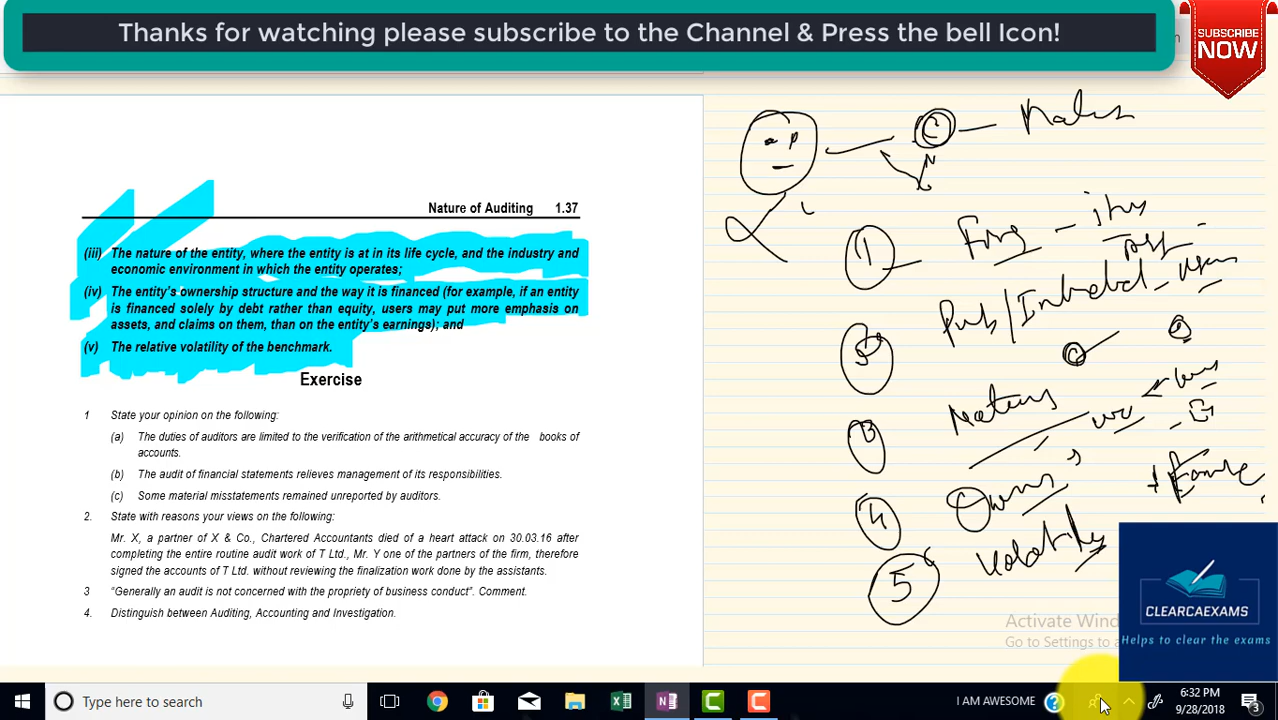 Thanks for watching please subscribe to the Channel & Press the bell Icon!
SUBSCRIBE
NOW
Nature of Auditing 1.37
(iii) The nature of the entity, where the entity is at in its life cycle, and the industry and
economic environment in which the entity operates;
(iv) The entity's ownership structure and the way it is financed (for example, if an entity
is financed solely by debt rather than equity, users may put more emphasis on
assets, and claims on them, than on the entity's earnings); and
(v) The relative volatility of the benchmark.
Exercise
1 State your opinion on the following:
(a) The duties of auditors are limited to the verification of the arithmetical accuracy of the books of
accounts.
(b) The audit of financial statements relieves management of its responsibilities.
(c) Some material misstatements remained unreported by auditors.
2. State with reasons your views on the following:
Mr. X, a partner of X & Co., Chartered Accountants died of a heart attack on 30.03.16 after
completing the entire routine audit work of T Ltd., Mr. Y one of the partners of the firm, therefore
signed the accounts of T Ltd. without reviewing the finalization work done by the assistants.
3 “Generally an audit is not concerned with the propriety of business conduct”. Comment.
4. Distinguish between Auditing, Accounting and Investigation.
1
3
4
5
Activate Wind
Go to Settings to a
CLEARCAEXAMS
Helps to clear the exams
Type here to search
I AM AWESOME
6:32 PM
9/28/2018
3